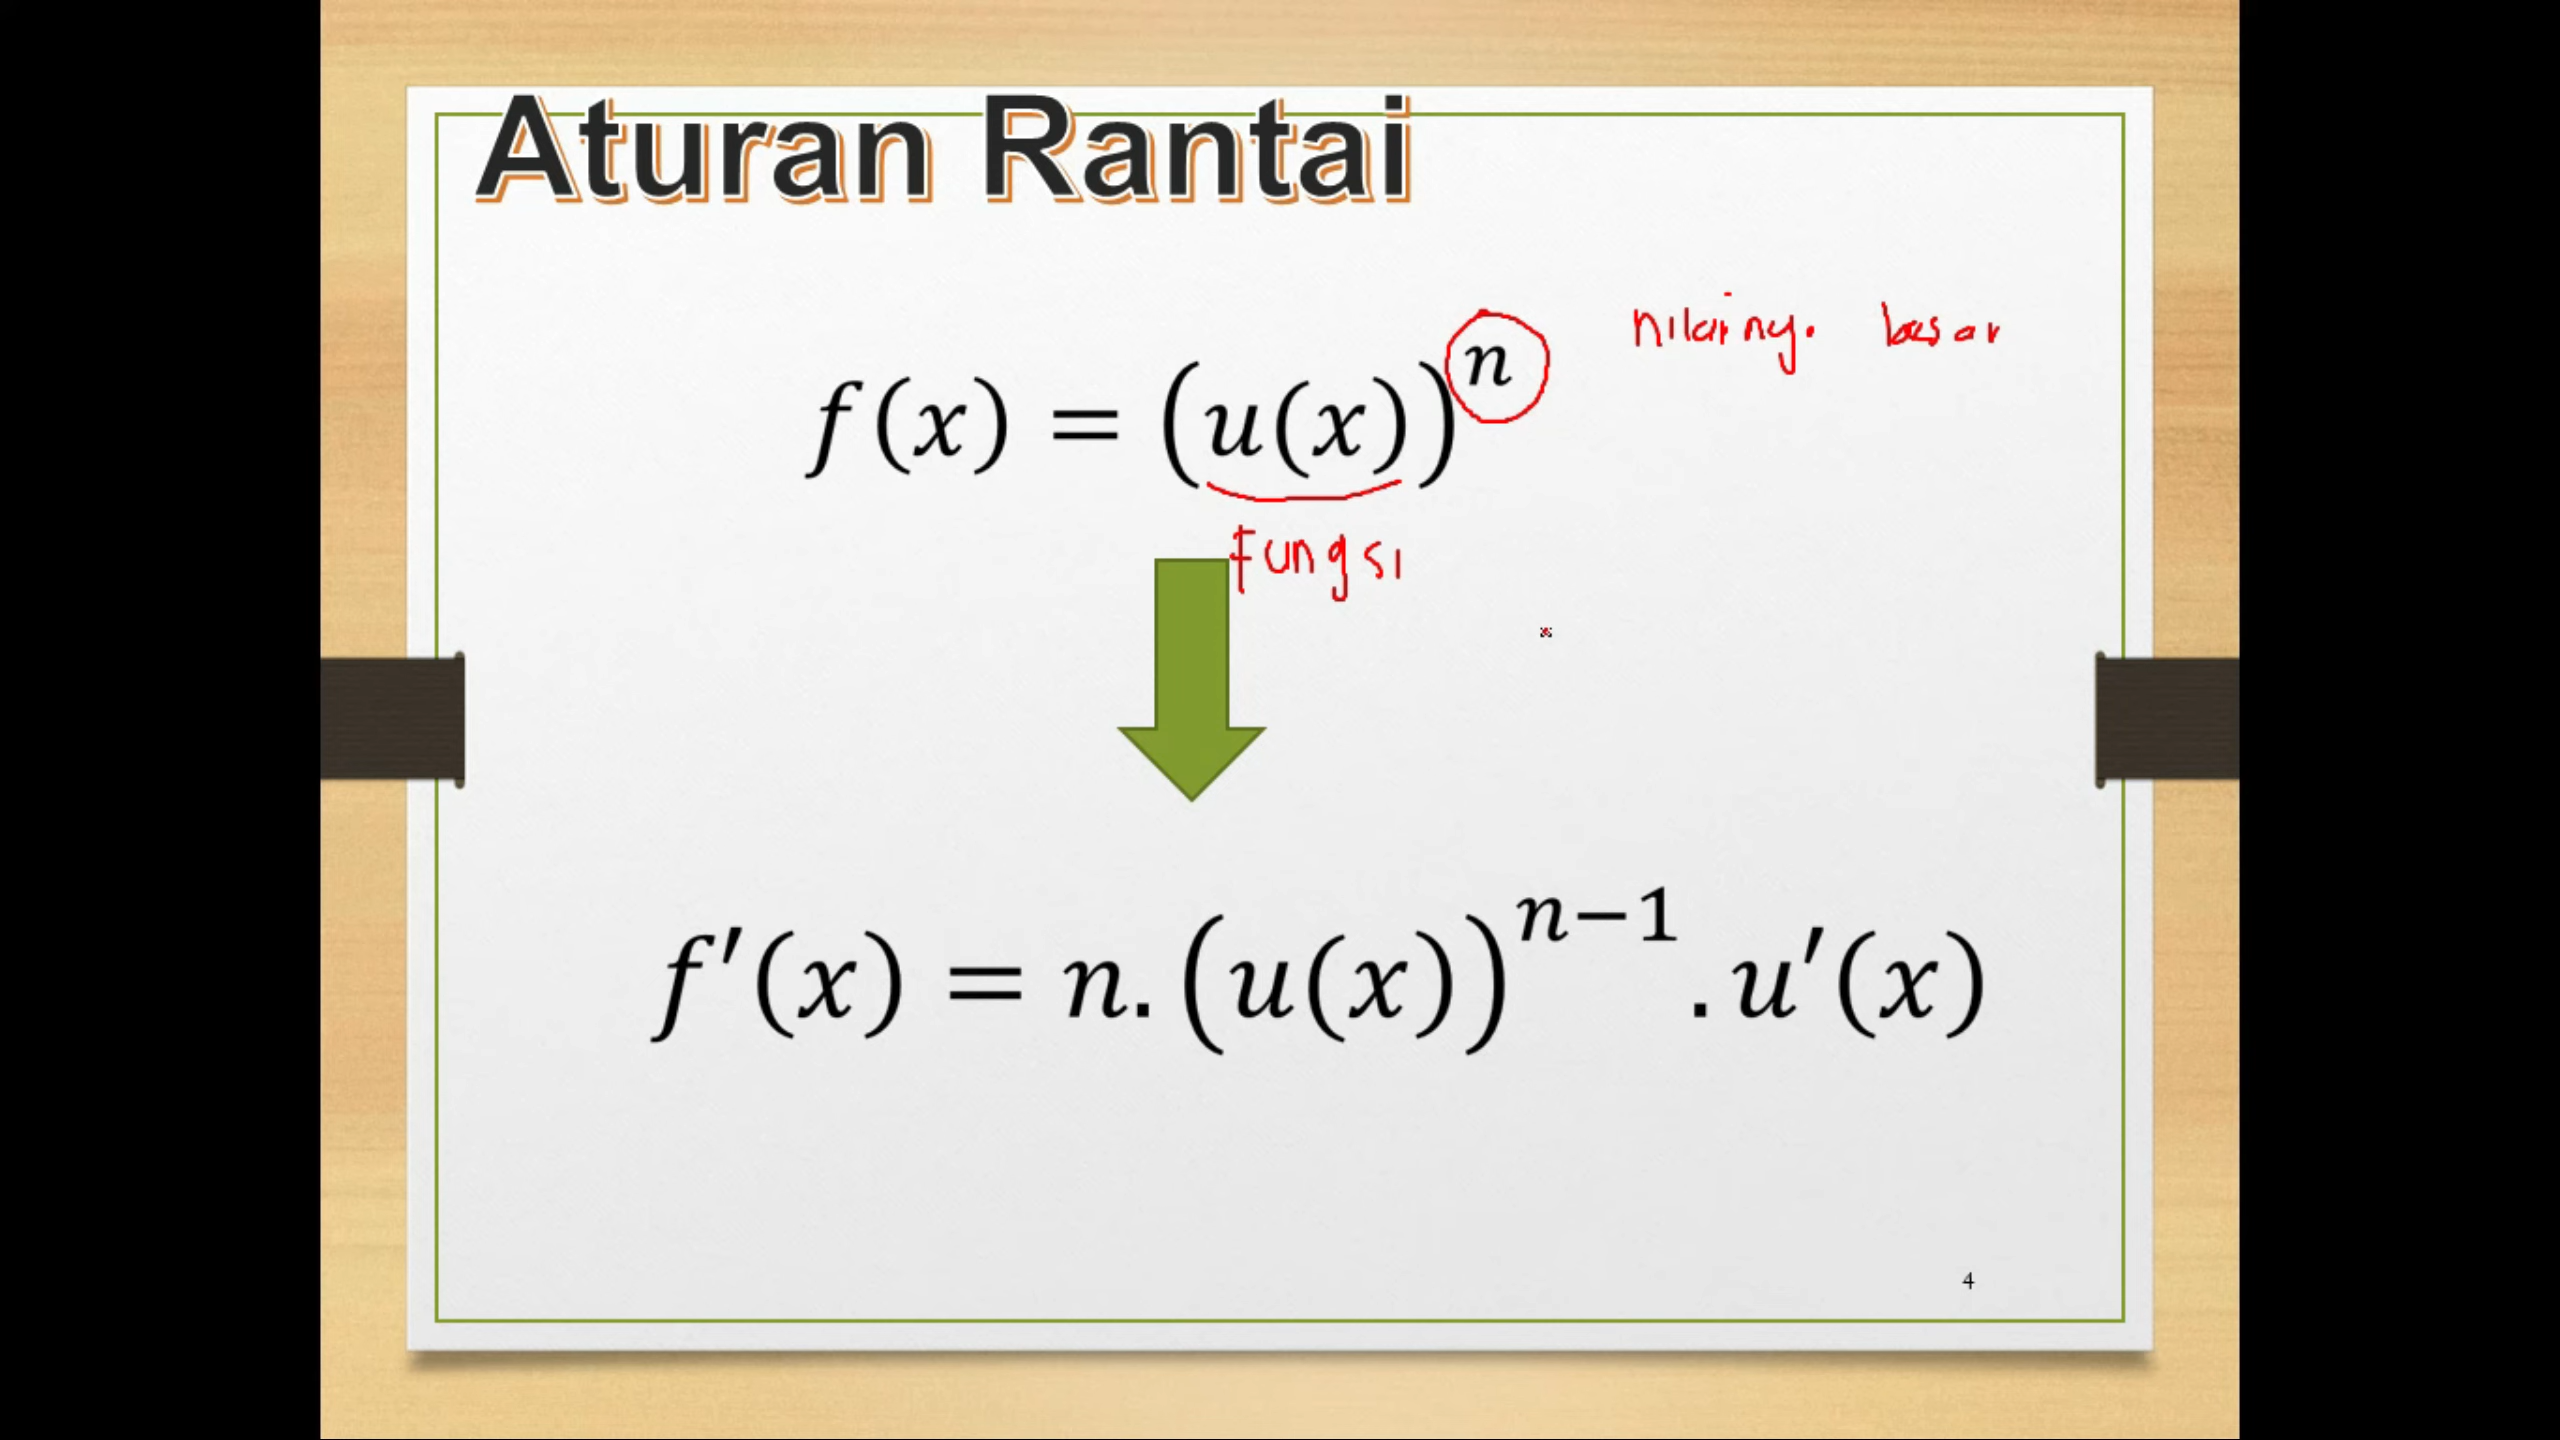 Aturan Rantai
nilainya besar
f(x) = (u(x))^n
fungsi
f′(x) = n.(u(x))^{n−1}.u′(x)
4